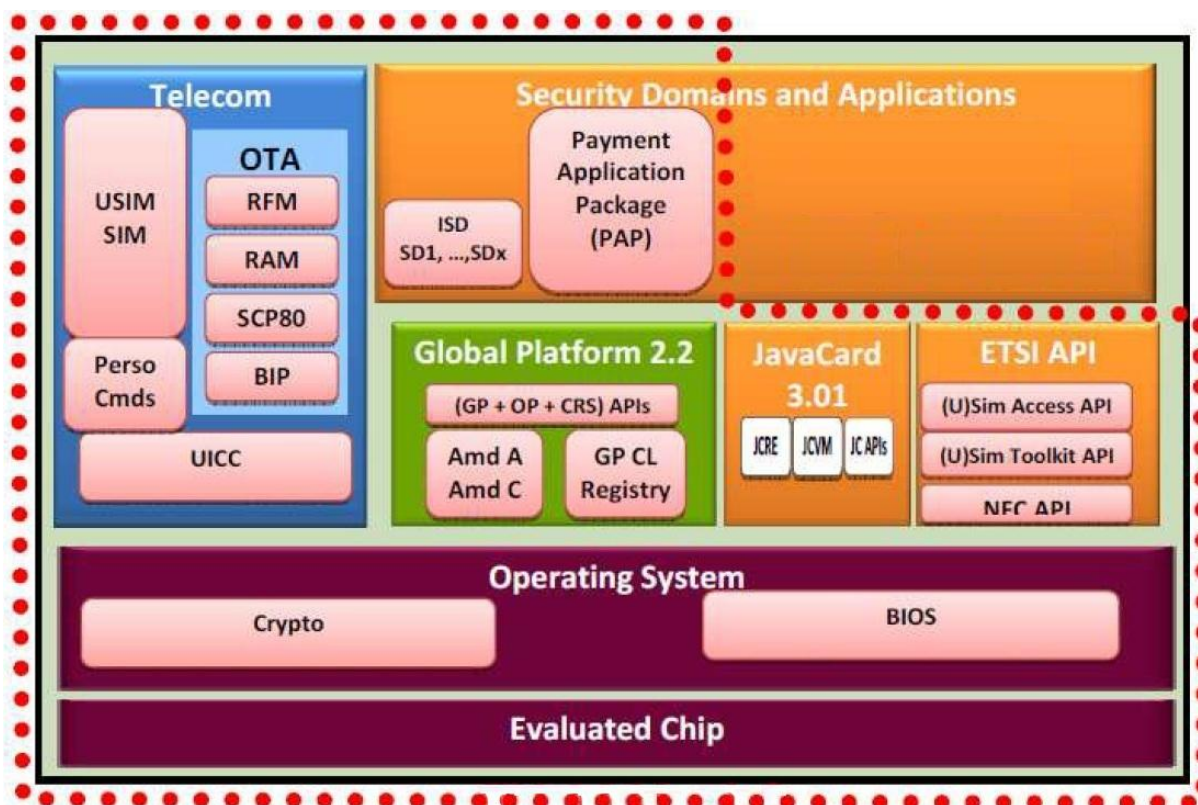 Telecom
USIM
SIM
Perso
Cmds
OTA
RFM
RAM
SCP80
BIP
UICC
Security Domains and Applications
ISD
SD1, ...,SDx
Payment
Application
Package
(PAP)
Global Platform 2.2
(GP + OP + CRS) APIs
Amd A
Amd C
GP CL
Registry
JavaCard
3.01
JCRE
JCVM
JC APIs
ETSI API
(U)Sim Access API
(U)Sim Toolkit API
NFC API
Operating System
Crypto
BIOS
Evaluated Chip